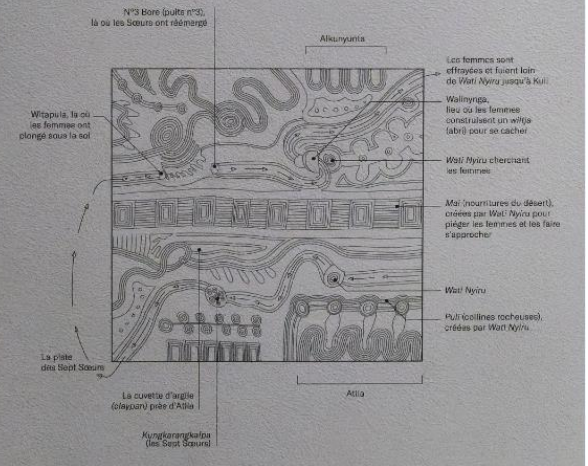 N°3 Bore (puits n°3),
là où les Sœurs ont réémergé
Alkunyunta
Les femmes sont
effrayées et fuient loin
de Wati Nyiru jusqu'à Kuli
Walinynga,
lieu où les femmes
construisent un wiltja
(abri) pour se cacher
Witapula, là où
les femmes ont
plongé sous le sol
Wati Nyiru cherchant
les femmes
Mai (nourritures du désert),
créées par Wati Nyiru pour
piéger les femmes et les faire
s'approcher
Wati Nyiru
Puli (collines rocheuses),
créées par Wati Nyiru
La piste
des Sept Sœurs
La cuvette d'argile
(claypan) près d'Atila
Atila
Kungkarangkalpa
(les Sept Sœurs)